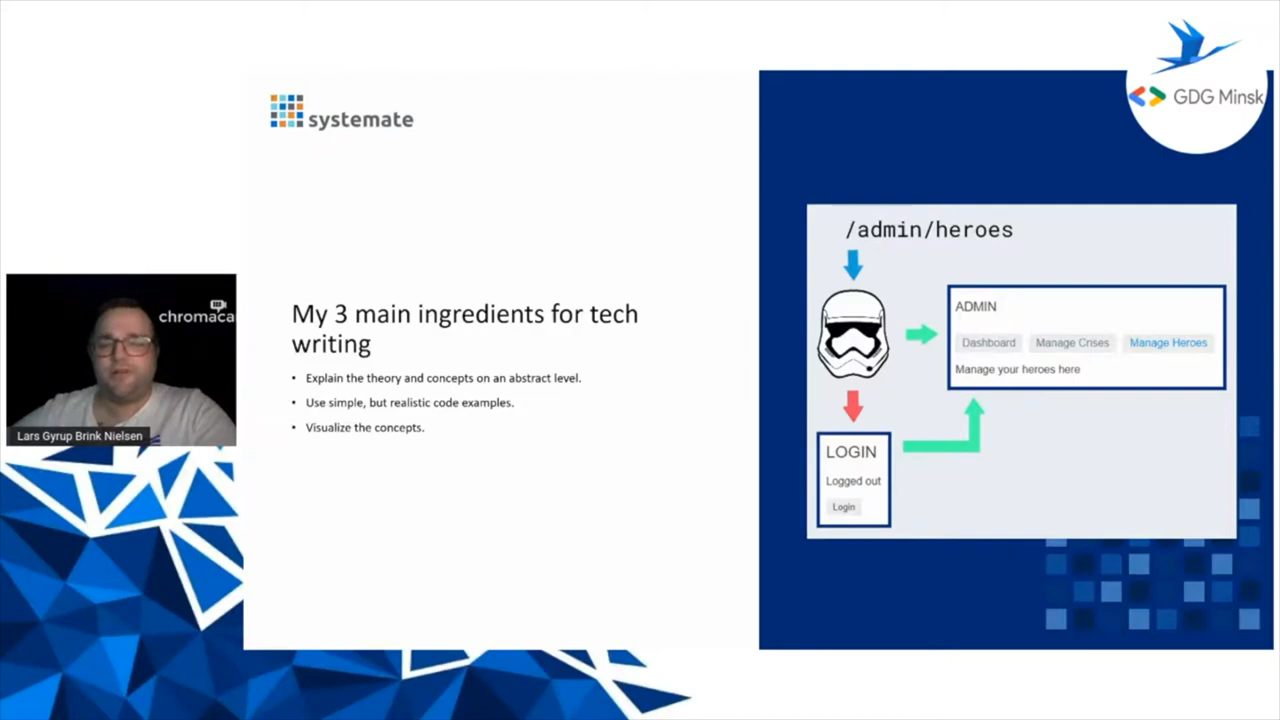 GDG Minsk
systemate
/admin/heroes
My 3 main ingredients for tech
writing
• Explain the theory and concepts on an abstract level.
• Use simple, but realistic code examples.
• Visualize the concepts.
ADMIN
Dashboard Manage Crises Manage Heroes
Manage your heroes here
LOGIN
Logged out
Login
chromaca
Lars Gyrup Brink Nielsen